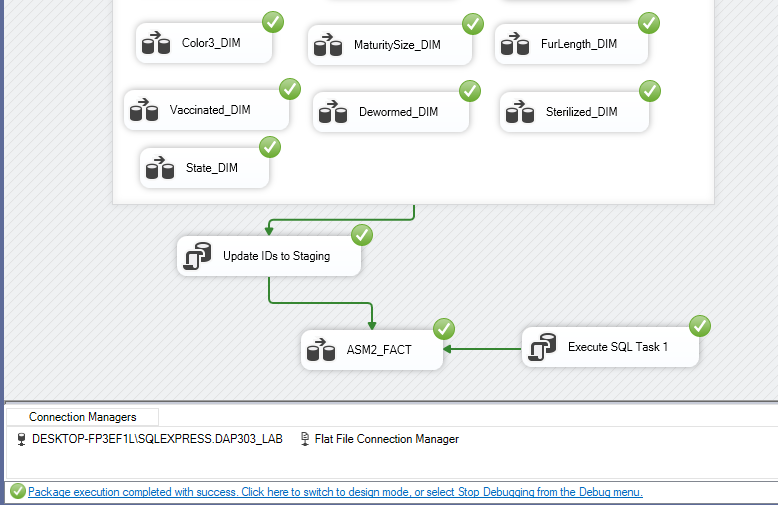 Color3_DIM
MaturitySize_DIM
FurLength_DIM
Vaccinated_DIM
Dewormed_DIM
Sterilized_DIM
State_DIM
Update IDs to Staging
ASM2_FACT
Execute SQL Task 1
Connection Managers
DESKTOP-FP3EF1L\SQLEXPRESS.DAP303_LAB
Flat File Connection Manager
Package execution completed with success. Click here to switch to design mode, or select Stop Debugging from the Debug menu.